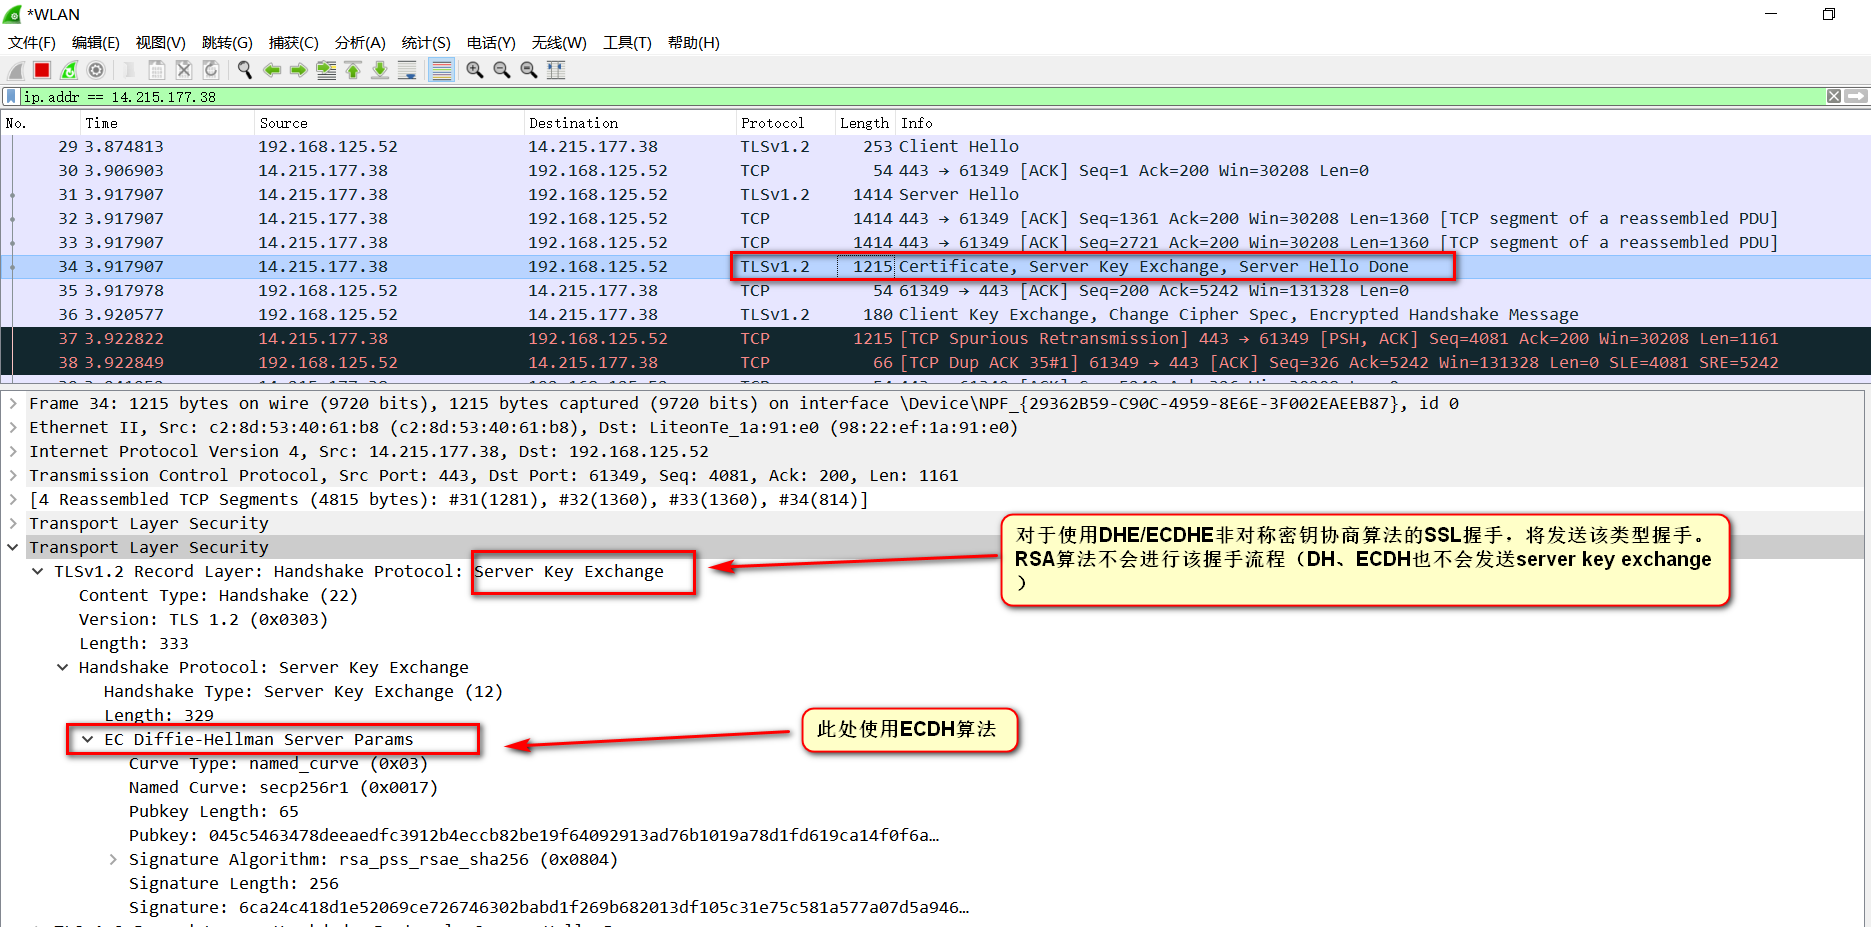 *WLAN
文件(F) 编辑(E) 视图(V) 跳转(G) 捕获(C) 分析(A) 统计(S) 电话(Y) 无线(W) 工具(T) 帮助(H)
ip.addr == 14.215.177.38
No. Time Source Destination Protocol Length Info
29 3.874813 192.168.125.52 14.215.177.38 TLSv1.2 253 Client Hello
30 3.906903 14.215.177.38 192.168.125.52 TCP 54 443 → 61349 [ACK] Seq=1 Ack=200 Win=30208 Len=0
31 3.917907 14.215.177.38 192.168.125.52 TLSv1.2 1414 Server Hello
32 3.917907 14.215.177.38 192.168.125.52 TCP 1414 443 → 61349 [ACK] Seq=1361 Ack=200 Win=30208 Len=1360 [TCP segment of a reassembled PDU]
33 3.917907 14.215.177.38 192.168.125.52 TCP 1414 443 → 61349 [ACK] Seq=2721 Ack=200 Win=30208 Len=1360 [TCP segment of a reassembled PDU]
34 3.917907 14.215.177.38 192.168.125.52 TLSv1.2 1215 Certificate, Server Key Exchange, Server Hello Done
35 3.917978 192.168.125.52 14.215.177.38 TCP 54 61349 → 443 [ACK] Seq=200 Ack=5242 Win=131328 Len=0
36 3.920577 192.168.125.52 14.215.177.38 TLSv1.2 180 Client Key Exchange, Change Cipher Spec, Encrypted Handshake Message
37 3.922822 14.215.177.38 192.168.125.52 TCP 1215 [TCP Spurious Retransmission] 443 → 61349 [PSH, ACK] Seq=4081 Ack=200 Win=30208 Len=1161
38 3.922849 192.168.125.52 14.215.177.38 TCP 66 [TCP Dup ACK 35#1] 61349 → 443 [ACK] Seq=326 Ack=5242 Win=131328 Len=0 SLE=4081 SRE=5242
Frame 34: 1215 bytes on wire (9720 bits), 1215 bytes captured (9720 bits) on interface \Device\NPF_{29362B59-C90C-4959-8E6E-3F002EAEEB87}, id 0
Ethernet II, Src: c2:8d:53:40:61:b8 (c2:8d:53:40:61:b8), Dst: LiteonTe_1a:91:e0 (98:22:ef:1a:91:e0)
Internet Protocol Version 4, Src: 14.215.177.38, Dst: 192.168.125.52
Transmission Control Protocol, Src Port: 443, Dst Port: 61349, Seq: 4081, Ack: 200, Len: 1161
[4 Reassembled TCP Segments (4815 bytes): #31(1281), #32(1360), #33(1360), #34(814)]
Transport Layer Security
Transport Layer Security
TLSv1.2 Record Layer: Handshake Protocol: Server Key Exchange
Content Type: Handshake (22)
Version: TLS 1.2 (0x0303)
Length: 333
Handshake Protocol: Server Key Exchange
Handshake Type: Server Key Exchange (12)
Length: 329
EC Diffie-Hellman Server Params
Curve Type: named_curve (0x03)
Named Curve: secp256r1 (0x0017)
Pubkey Length: 65
Pubkey: 045c5463478deeaedfc3912b4eccb82be19f64092913ad76b1019a78d1fd619ca14f0f6a…
Signature Algorithm: rsa_pss_rsae_sha256 (0x0804)
Signature Length: 256
Signature: 6ca24c418d1e52069ce726746302babd1f269b682013df105c31e75c581a577a07d5a946…
对于使用DHE/ECDHE非对称密钥协商算法的SSL握手，将发送该类型握手。
RSA算法不会进行该握手流程（DH、ECDH也不会发送server key exchange
）
此处使用ECDH算法